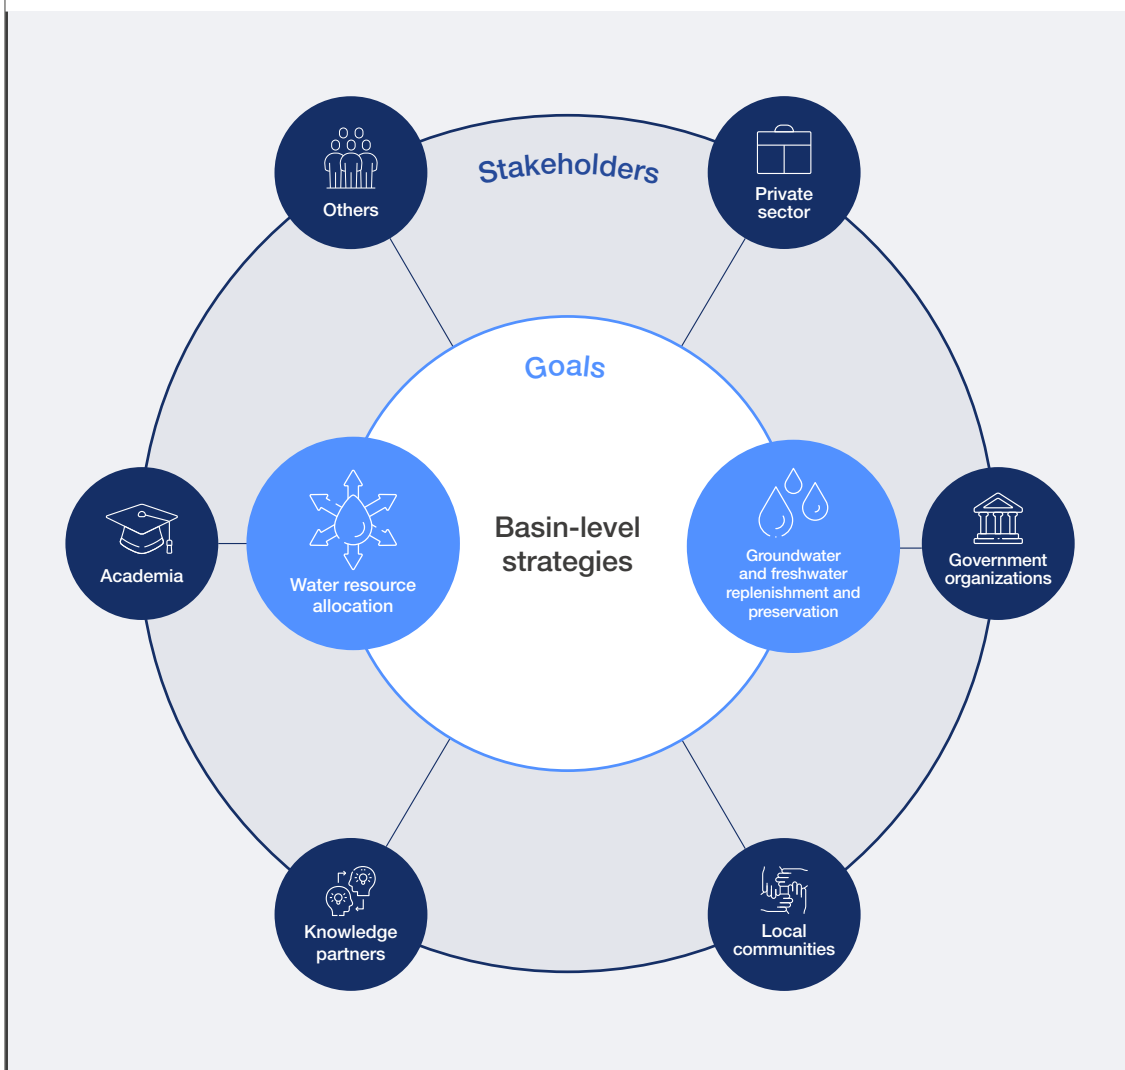 Stakeholders
Others
Private
sector
Goals
Academia
Water resource
allocation
Basin-level
strategies
Groundwater
and freshwater
replenishment and
preservation
Government
organizations
Knowledge
partners
Local
communities